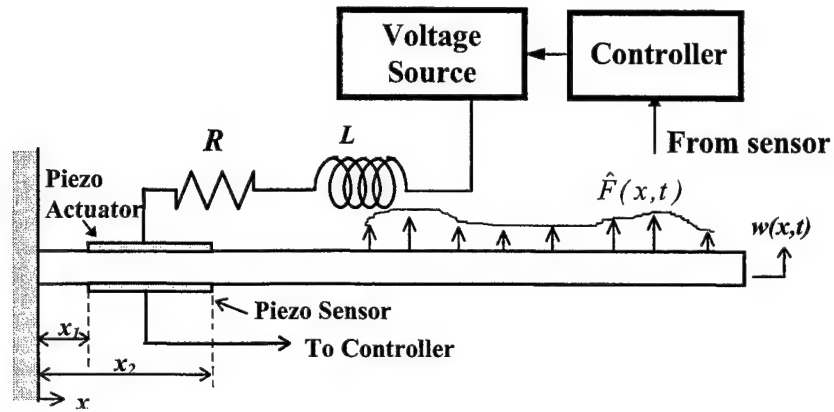 Voltage
Source
Controller
R
L
From sensor
Piezo
Actuator
F̂(x,t)
w(x,t)
Piezo Sensor
x₁
To Controller
x₂
x